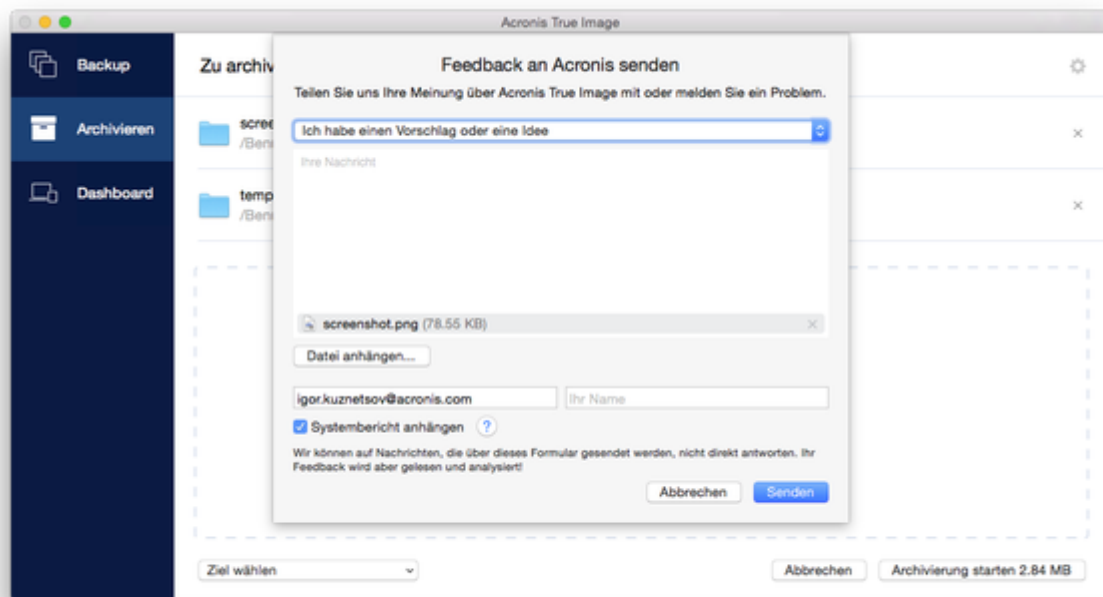 Acronis True Image
Backup
Archivieren
Dashboard
Zu archiv
scree
/Ben
temp
/Ben
Feedback an Acronis senden
Teilen Sie uns Ihre Meinung über Acronis True Image mit oder melden Sie ein Problem.
Ich habe einen Vorschlag oder eine Idee
Ihre Nachricht
screenshot.png (78.55 KB)
Datei anhängen...
igor.kuznetsov@acronis.com
Ihr Name
Systembericht anhängen ?
Wir können auf Nachrichten, die über dieses Formular gesendet werden, nicht direkt antworten. Ihr
Feedback wird aber gelesen und analysiert!
Abbrechen Senden
Ziel wählen
Abbrechen
Archivierung starten 2.84 MB